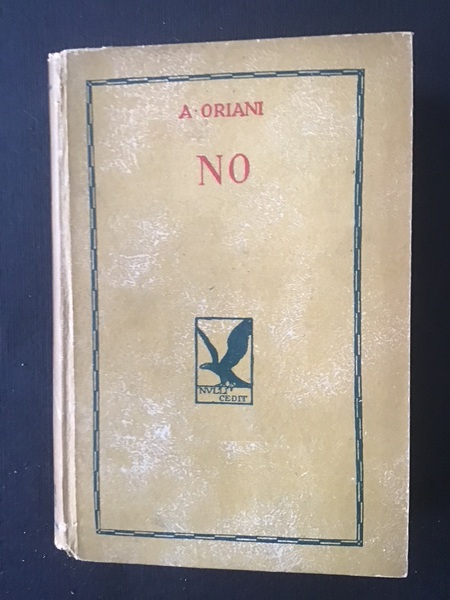 A · ORIANI
NO
NVLLI
CEDIT